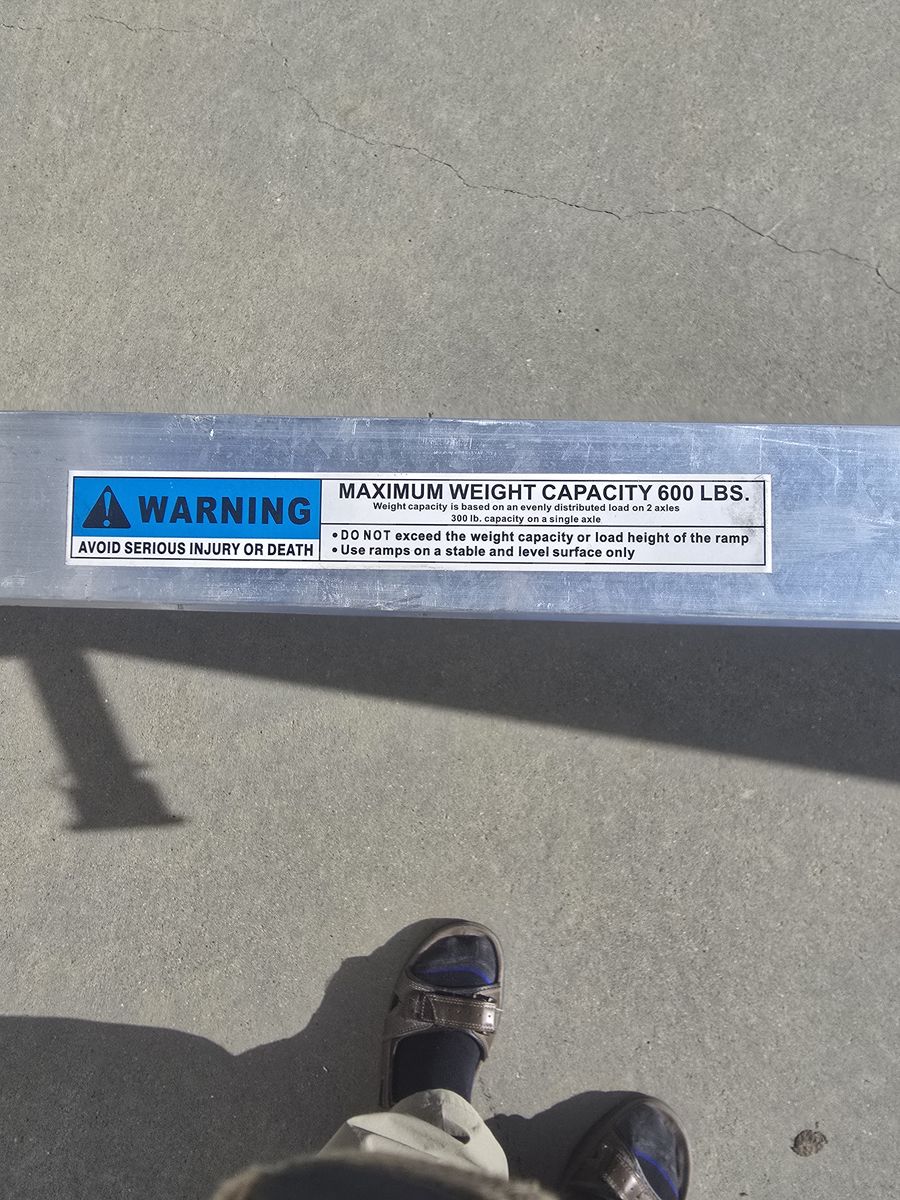 WARNING
AVOID SERIOUS INJURY OR DEATH
MAXIMUM WEIGHT CAPACITY 600 LBS.
Weight capacity is based on an evenly distributed load on 2 axles
300 lb. capacity on a single axle
• DO NOT exceed the weight capacity or load height of the ramp
• Use ramps on a stable and level surface only